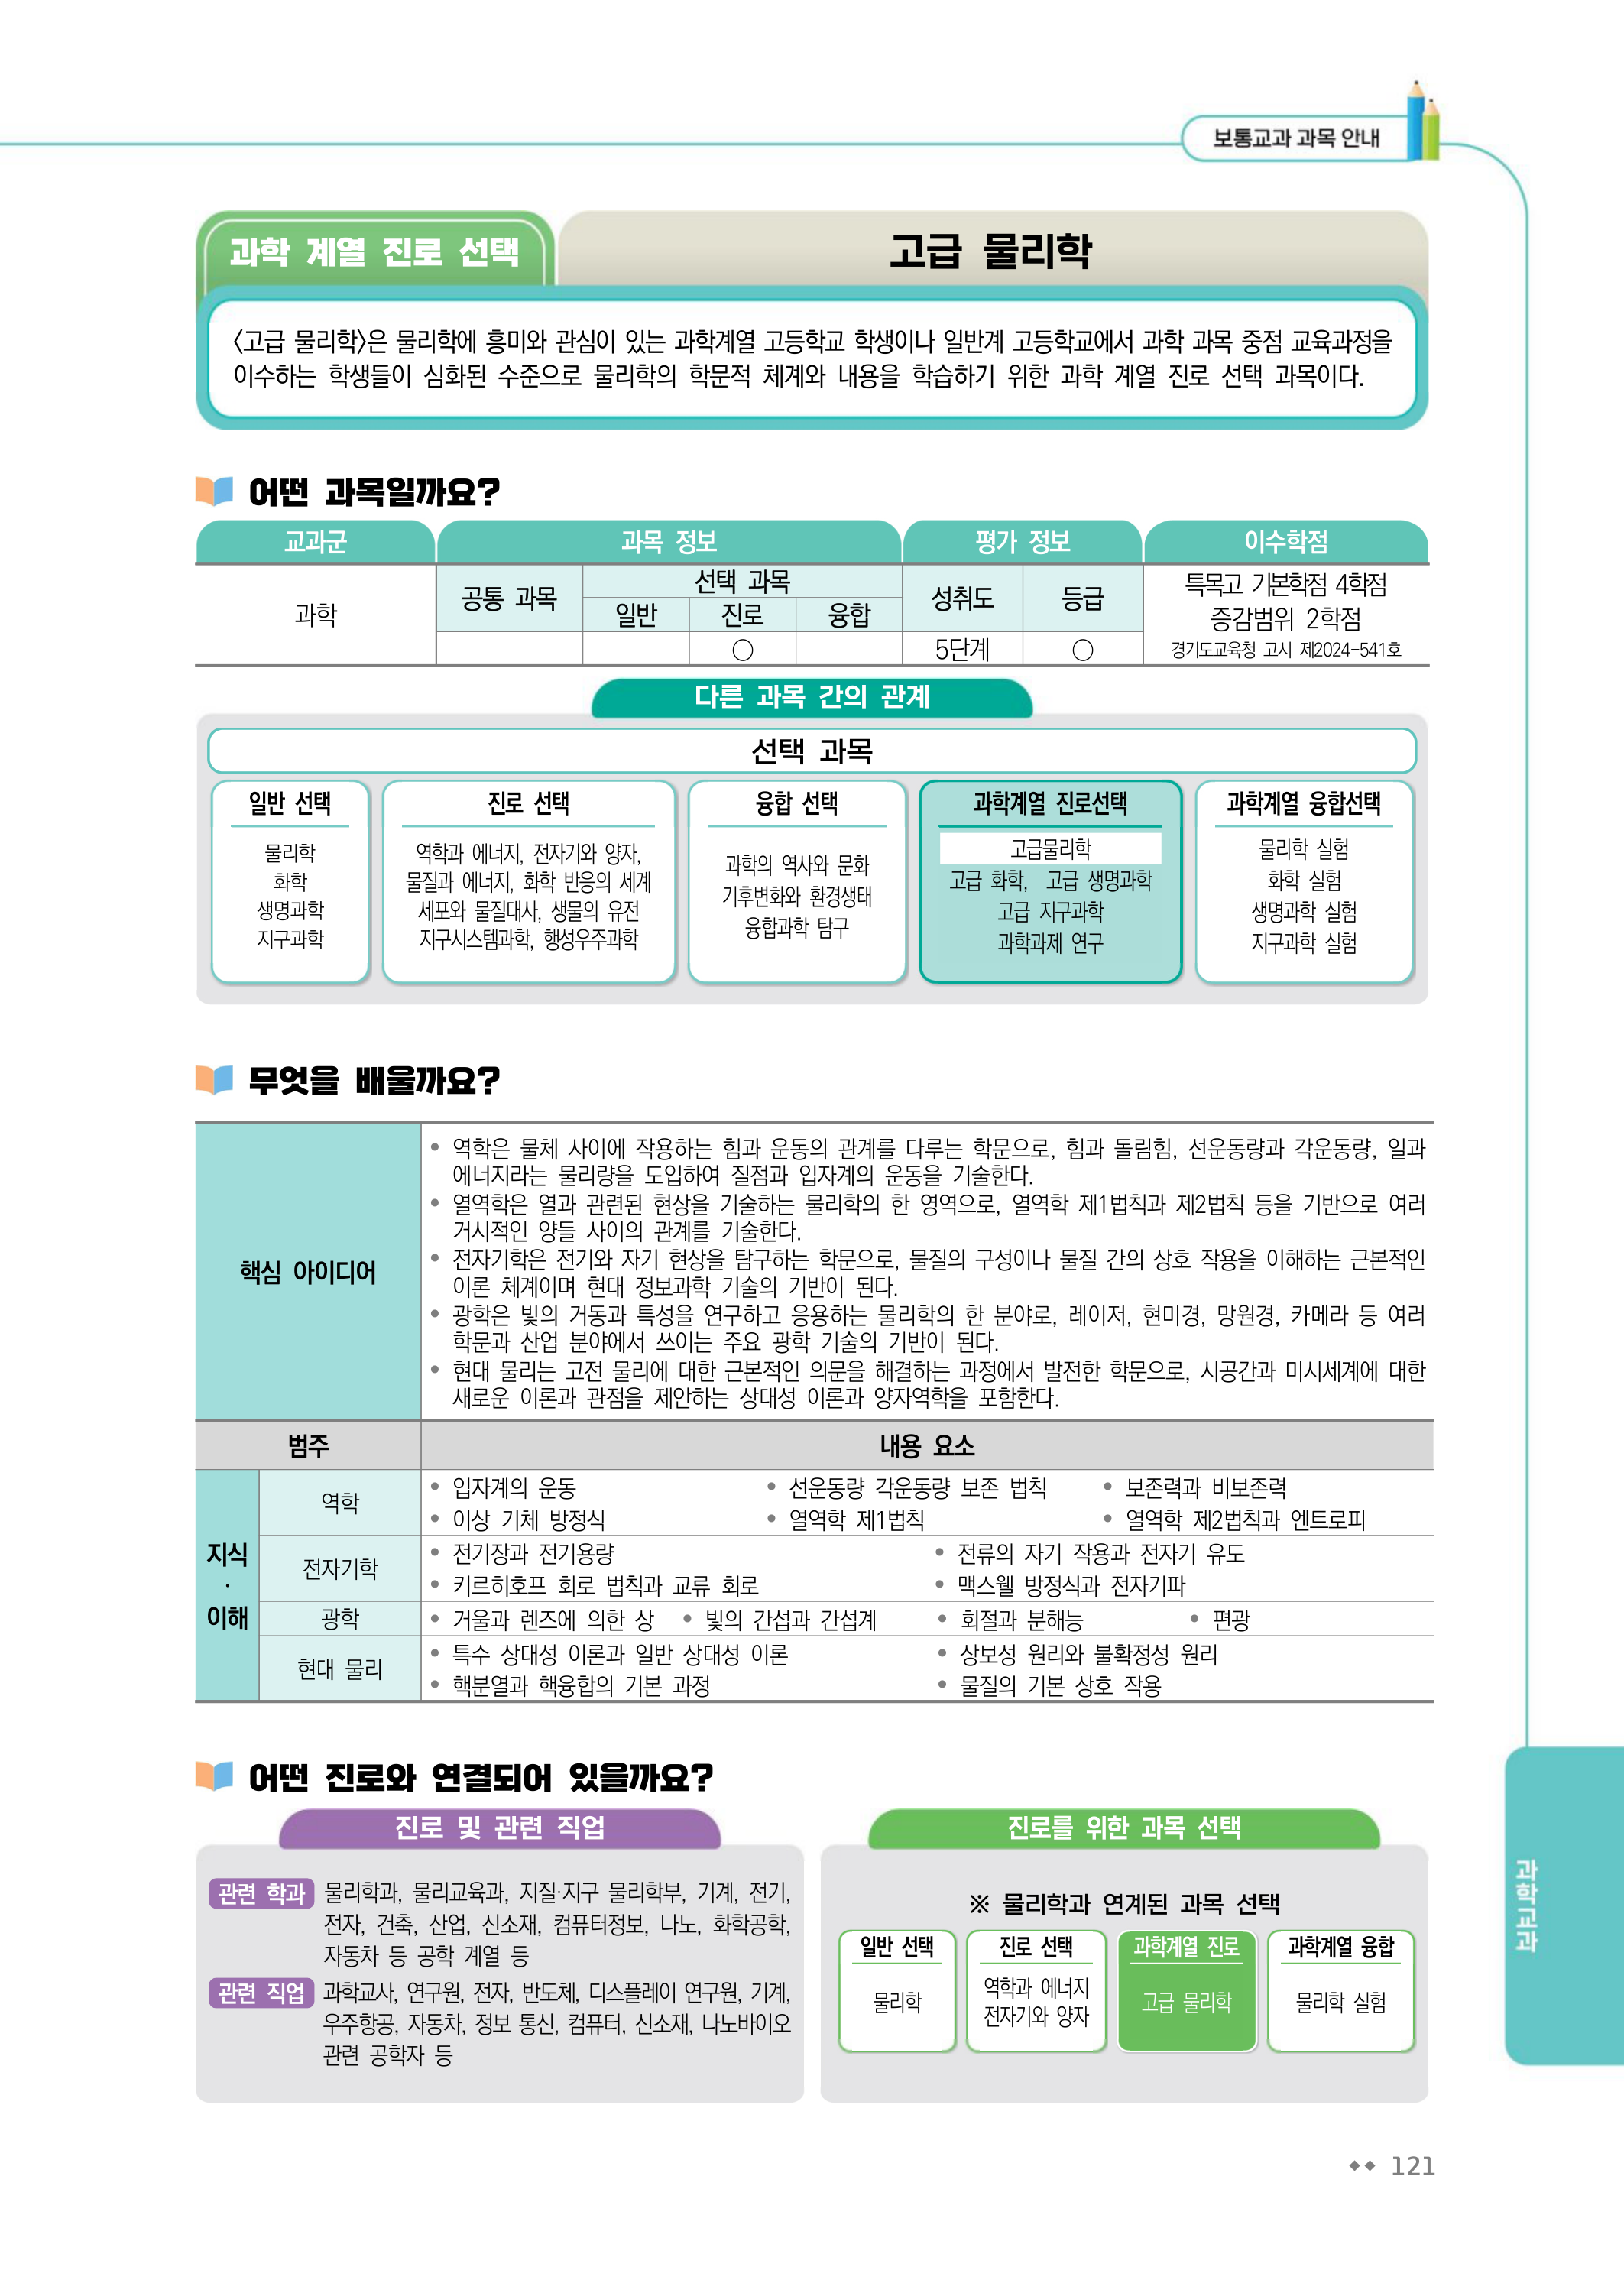 보통교과 과목 안내
과학 계열 진로 선택
고급 물리학
〈고급 물리학〉은 물리학에 흥미와 관심이 있는 과학계열 고등학교 학생이나 일반계 고등학교에서 과학 과목 중점 교육과정을
이수하는 학생들이 심화된 수준으로 물리학의 학문적 체계와 내용을 학습하기 위한 과학 계열 진로 선택 과목이다.
어떤 과목일까요?
교과군 과목 정보 평가 정보 이수학점
과학
공통 과목
선택 과목
일반 진로 융합
○
성취도 등급
5단계 ○
특목고 기본학점 4학점
증감범위 2학점
경기도교육청 고시 제2024-541호
다른 과목 간의 관계
선택 과목
일반 선택
물리학
화학
생명과학
지구과학
진로 선택
역학과 에너지, 전자기와 양자,
물질과 에너지, 화학 반응의 세계
세포와 물질대사, 생물의 유전
지구시스템과학, 행성우주과학
융합 선택
과학의 역사와 문화
기후변화와 환경생태
융합과학 탐구
과학계열 진로선택
고급물리학
고급 화학, 고급 생명과학
고급 지구과학
과학과제 연구
과학계열 융합선택
물리학 실험
화학 실험
생명과학 실험
지구과학 실험
무엇을 배울까요?
핵심 아이디어
• 역학은 물체 사이에 작용하는 힘과 운동의 관계를 다루는 학문으로, 힘과 돌림힘, 선운동량과 각운동량, 일과
에너지라는 물리량을 도입하여 질점과 입자계의 운동을 기술한다.
• 열역학은 열과 관련된 현상을 기술하는 물리학의 한 영역으로, 열역학 제1법칙과 제2법칙 등을 기반으로 여러
거시적인 양들 사이의 관계를 기술한다.
• 전자기학은 전기와 자기 현상을 탐구하는 학문으로, 물질의 구성이나 물질 간의 상호 작용을 이해하는 근본적인
이론 체계이며 현대 정보과학 기술의 기반이 된다.
• 광학은 빛의 거동과 특성을 연구하고 응용하는 물리학의 한 분야로, 레이저, 현미경, 망원경, 카메라 등 여러
학문과 산업 분야에서 쓰이는 주요 광학 기술의 기반이 된다.
• 현대 물리는 고전 물리에 대한 근본적인 의문을 해결하는 과정에서 발전한 학문으로, 시공간과 미시세계에 대한
새로운 이론과 관점을 제안하는 상대성 이론과 양자역학을 포함한다.
범주 내용 요소
지식
·
이해
역학
• 입자계의 운동 • 선운동량 각운동량 보존 법칙 • 보존력과 비보존력
• 이상 기체 방정식 • 열역학 제1법칙 • 열역학 제2법칙과 엔트로피
전자기학
• 전기장과 전기용량 • 전류의 자기 작용과 전자기 유도
• 키르히호프 회로 법칙과 교류 회로 • 맥스웰 방정식과 전자기파
광학
• 거울과 렌즈에 의한 상 • 빛의 간섭과 간섭계 • 회절과 분해능 • 편광
현대 물리
• 특수 상대성 이론과 일반 상대성 이론 • 상보성 원리와 불확정성 원리
• 핵분열과 핵융합의 기본 과정 • 물질의 기본 상호 작용
어떤 진로와 연결되어 있을까요?
진로 및 관련 직업
관련 학과 물리학과, 물리교육과, 지질·지구 물리학부, 기계, 전기,
전자, 건축, 산업, 신소재, 컴퓨터정보, 나노, 화학공학,
자동차 등 공학 계열 등
관련 직업 과학교사, 연구원, 전자, 반도체, 디스플레이 연구원, 기계,
우주항공, 자동차, 정보 통신, 컴퓨터, 신소재, 나노바이오
관련 공학자 등
진로를 위한 과목 선택
※ 물리학과 연계된 과목 선택
일반 선택
물리학
진로 선택
역학과 에너지
전자기와 양자
과학계열 진로
고급 물리학
과학계열 융합
물리학 실험
과학교과
◆◆ 121